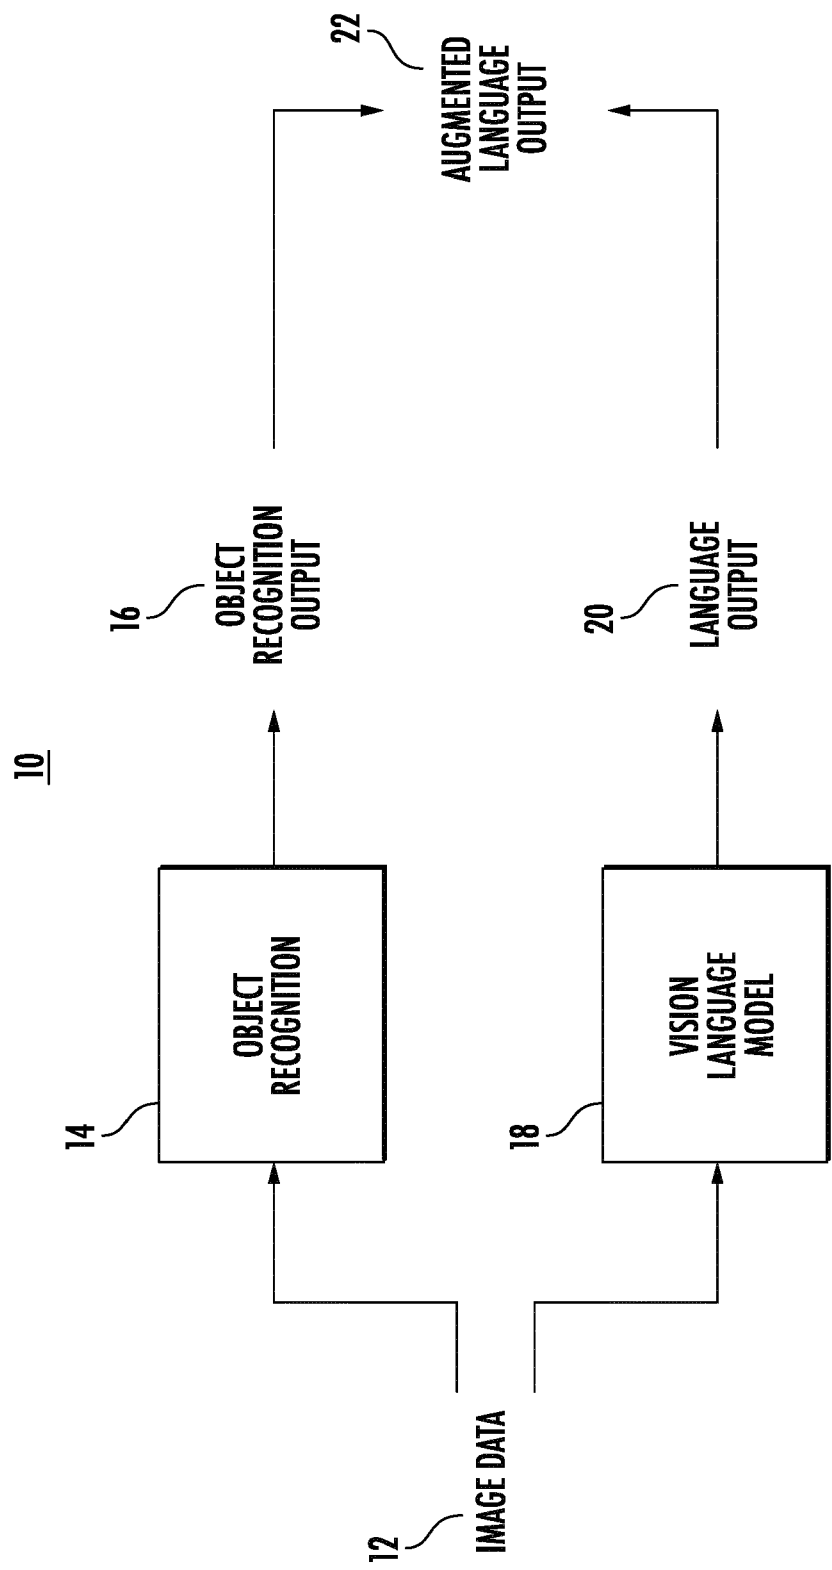 10
12
IMAGE DATA
14
OBJECT
RECOGNITION
16
OBJECT
RECOGNITION
OUTPUT
18
VISION
LANGUAGE
MODEL
20
LANGUAGE
OUTPUT
22
AUGMENTED
LANGUAGE
OUTPUT